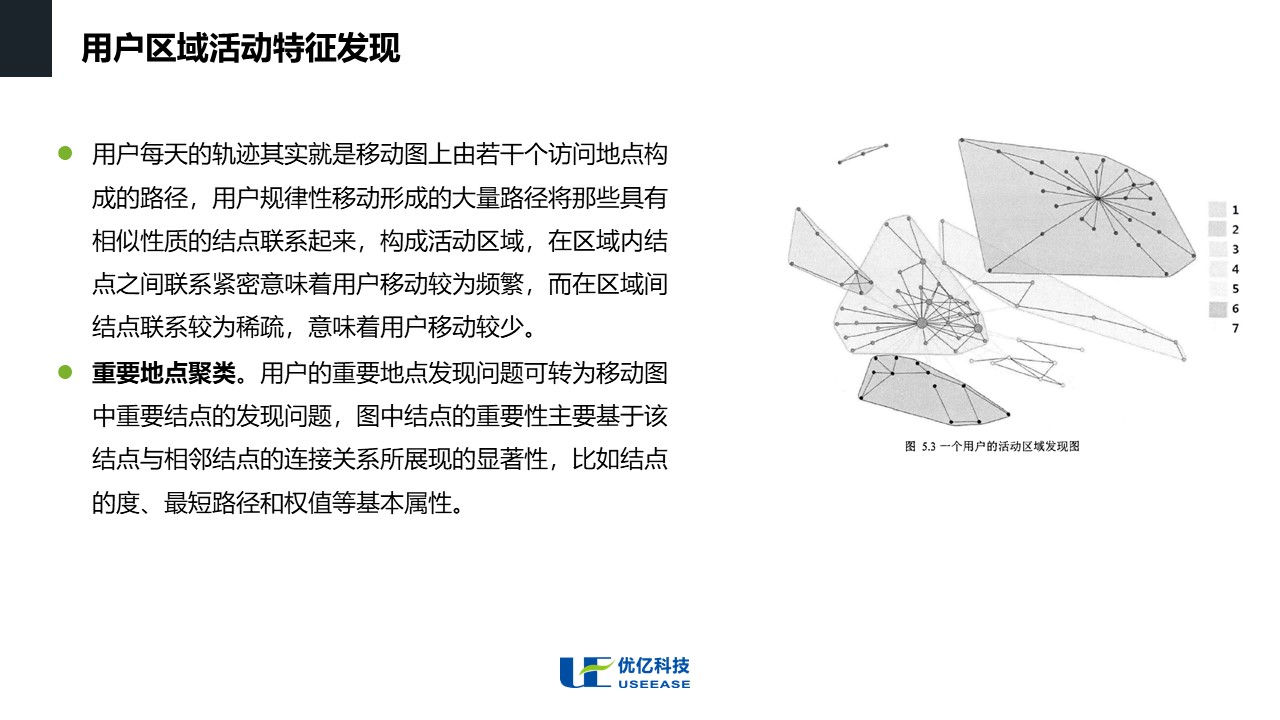 用户区域活动特征发现
用户每天的轨迹其实就是移动图上由若干个访问地点构
成的路径，用户规律性移动形成的大量路径将那些具有
相似性质的结点联系起来，构成活动区域，在区域内结
点之间联系紧密意味着用户移动较为频繁，而在区域间
结点联系较为稀疏，意味着用户移动较少。
重要地点聚类。用户的重要地点发现问题可转为移动图
中重要结点的发现问题，图中结点的重要性主要基于该
结点与相邻结点的连接关系所展现的显著性，比如结点
的度、最短路径和权值等基本属性。
1
2
3
4
5
6
7
图 5.3 一个用户的活动区域发现图
UE 优亿科技
USEEASE